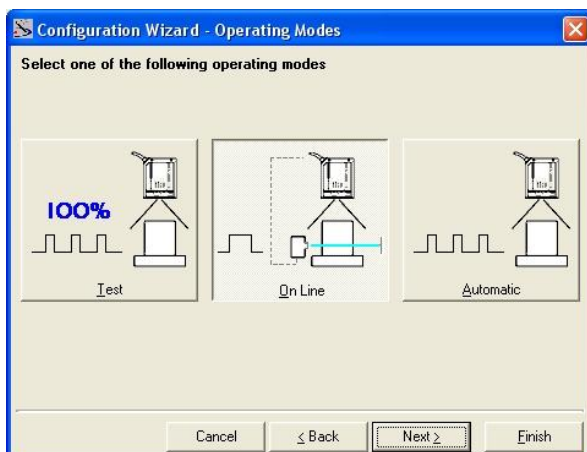 Configuration Wizard - Operating Modes
Select one of the following operating modes
100%
Test
On Line
Automatic
Cancel
< Back
Next >
Finish